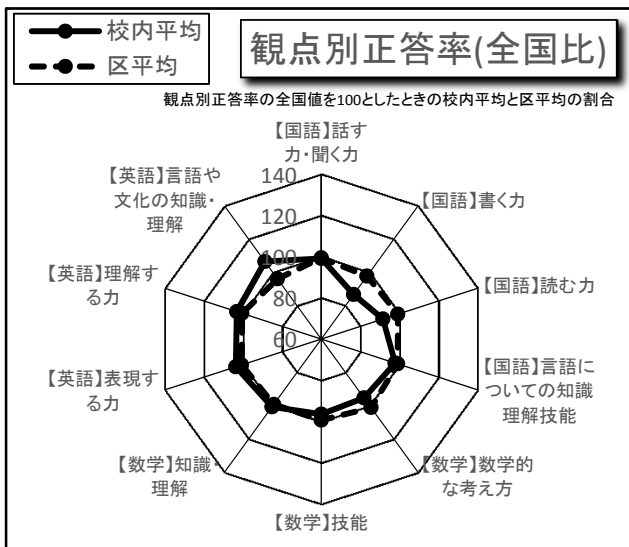 校内平均
区平均
観点別正答率(全国比)
観点別正答率の全国値を100としたときの校内平均と区平均の割合
【国語】話す
力・聞く力
【国語】書く力
【国語】読む力
【国語】言語に
ついての知識
理解技能
【数学】数学的
な考え方
【数学】技能
【数学】知識・
理解
【英語】表現す
る力
【英語】理解す
る力
【英語】言語や
文化の知識・
理解
140
120
100
80
60